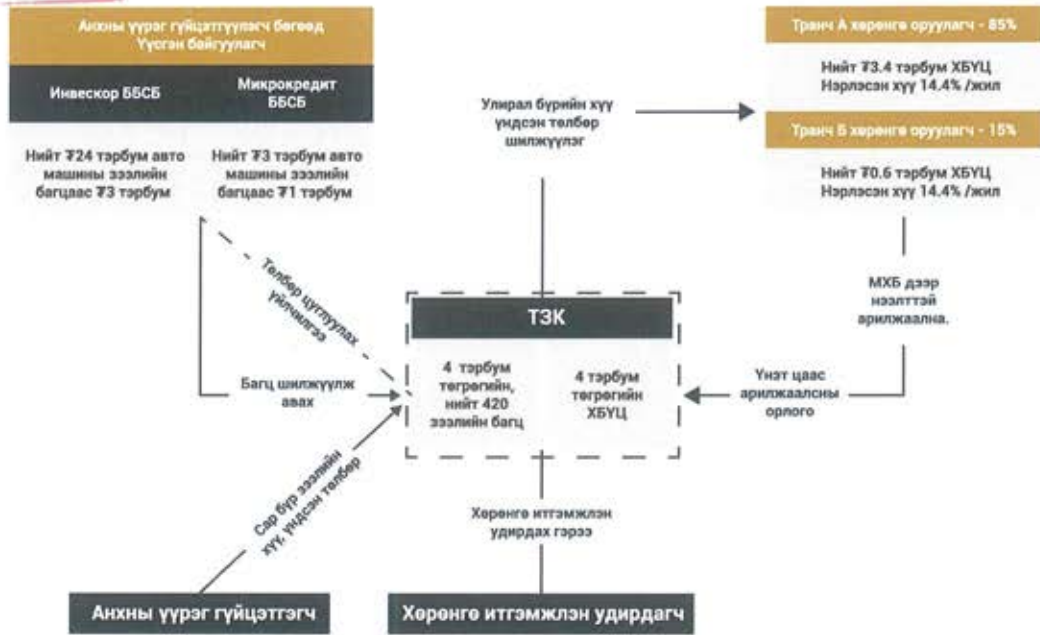 Анхны үүрэг гүйцэтгүүлэгч бөгөөд
Үүсгэн байгуулагч
Инвескор ББСБ
Микрокредит
ББСБ
Нийт ₮24 тэрбум авто
машины зээлийн
багцаас ₮3 тэрбум
Нийт ₮3 тэрбум авто
машины зээлийн
багцаас ₮1 тэрбум
Улирал бүрийн хүү
үндсэн төлбөр
шилжүүлэг
Транч А хөрөнгө оруулагч - 85%
Нийт ₮3.4 тэрбум ХБҮЦ
Нэрлэсэн хүү 14.4% /жил
Транч Б хөрөнгө оруулагч - 15%
Нийт ₮0.6 тэрбум ХБҮЦ
Нэрлэсэн хүү 14.4% /жил
Төлбөр цуглуулах
үйлчилгээ
МХБ дээр
нээлттэй
арилжаална.
ТЗК
4 тэрбум
төгрөгийн,
нийт 420
зээлийн багц
4 тэрбум
төгрөгийн
ХБҮЦ
Багц шилжүүлж
авах
Үнэт цаас
арилжаалсны
орлого
Сар бүр зээлийн
хүү, үндсэн төлбөр
Хөрөнгө итгэмжлэн
удирдах гэрээ
Анхны үүрэг гүйцэтгэгч
Хөрөнгө итгэмжлэн удирдагч